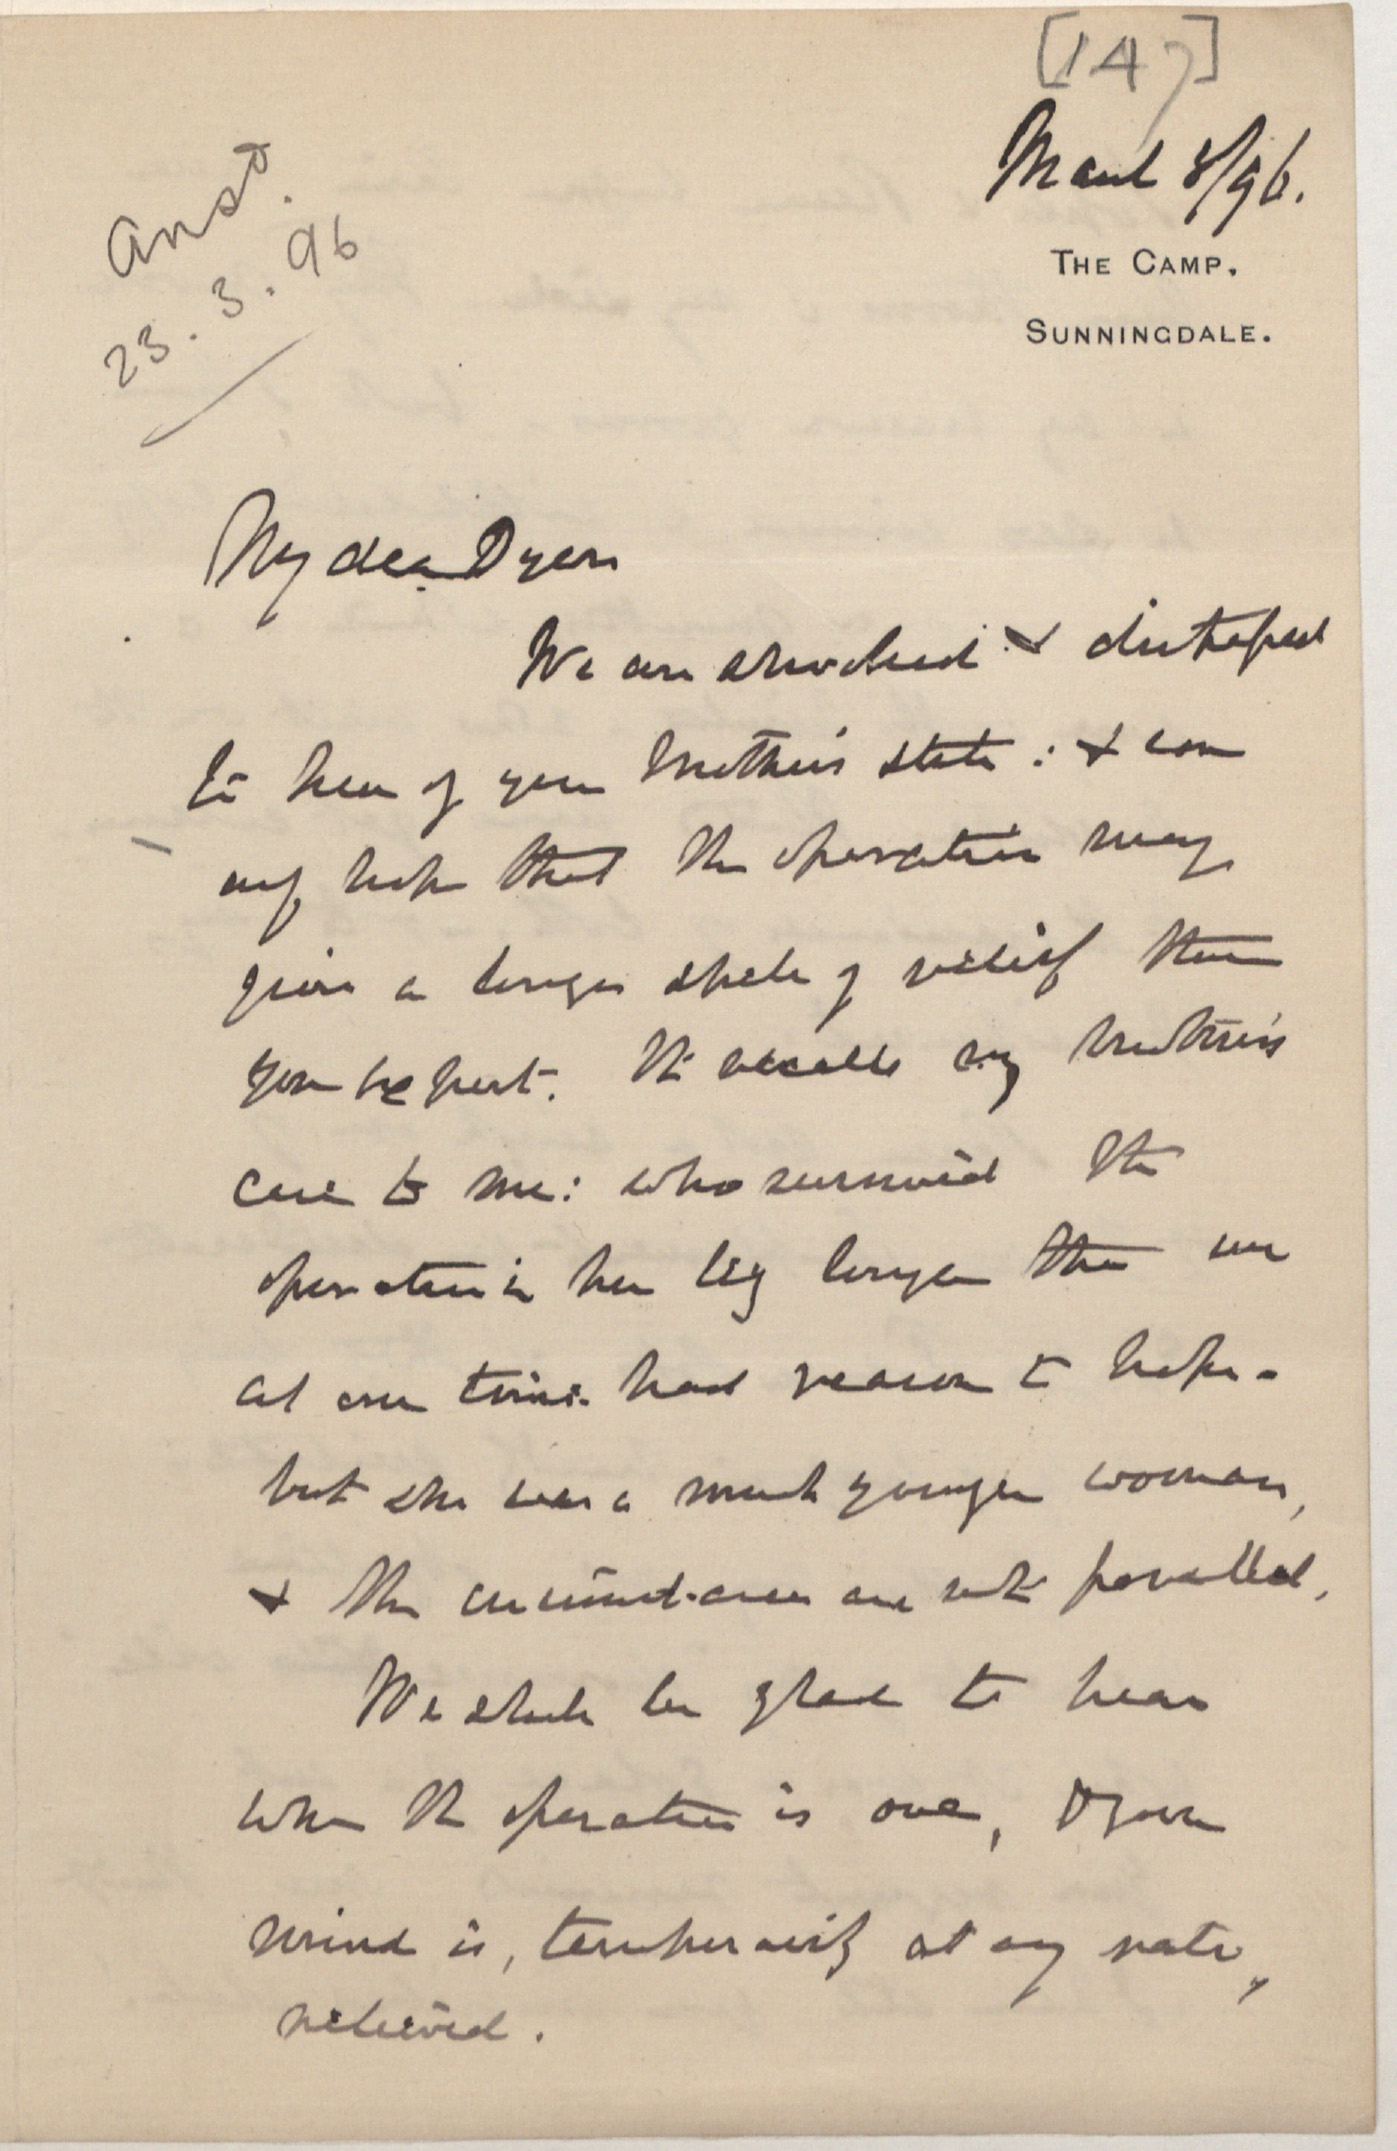 [147]
March 8/96.
Ansd.
23.3.96
THE CAMP.
SUNNINGDALE.
My dear Dyer
We are shocked & distressed
to hear of your Mother's state: & can
only hope that the operation may
give a longer spell of relief than
you expect. It recalls my mother's
case to me: who survived the
operation in her leg longer than we
at one time had reason to hope -
but she was a much younger woman,
& the circumstances are not parallel.
We shall be glad to hear
when the operation is over, & your
mind is, temporarily at any rate,
relieved.